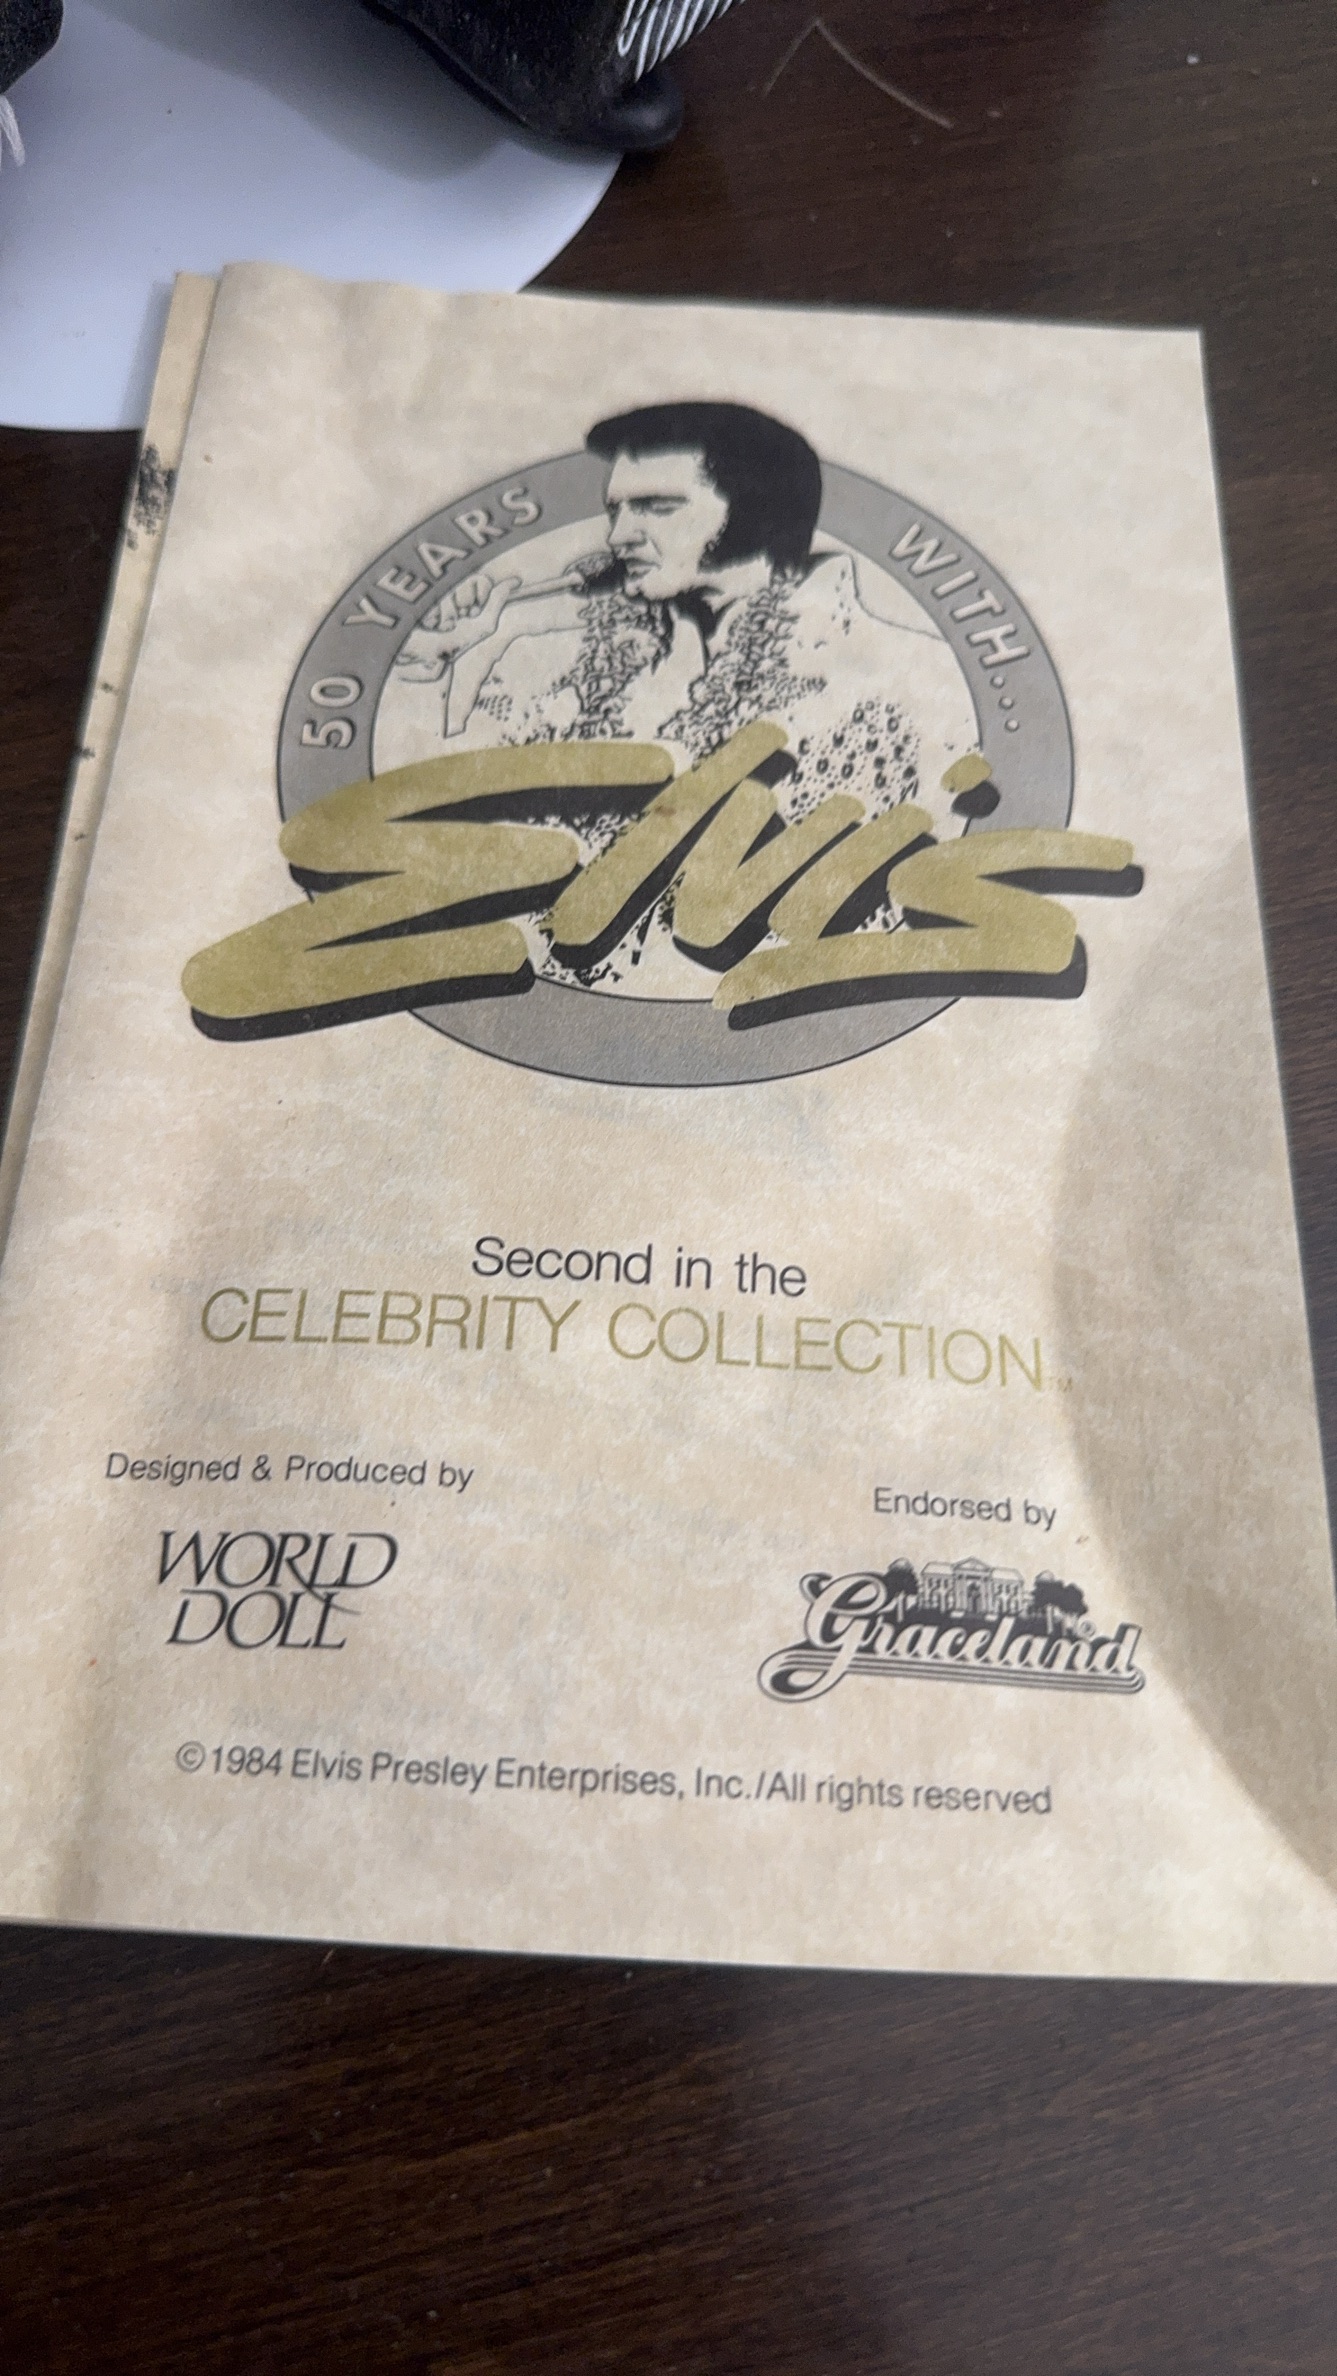 50 YEARS WITH...
Elvis
Second in the
CELEBRITY COLLECTION™
Designed & Produced by
WORLD
DOLL
Endorsed by
Graceland®
©1984 Elvis Presley Enterprises, Inc./All rights reserved